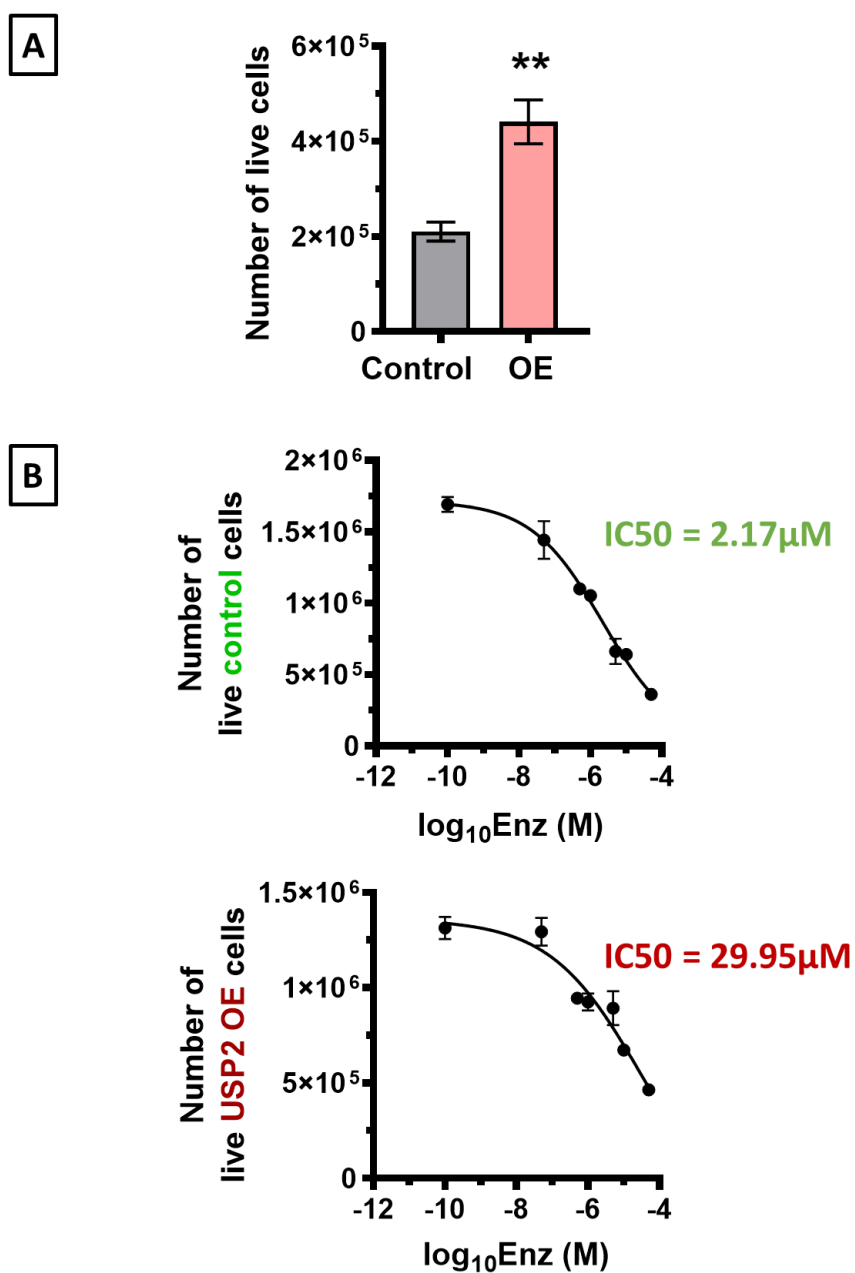 A
Number of live cells
6×10⁵
4×10⁵
2×10⁵
0
**
Control OE
B
Number of
live control cells
2×10⁶
1.5×10⁶
1×10⁶
5×10⁵
0
IC50 = 2.17µM
-12 -10 -8 -6 -4
log₁₀Enz (M)
Number of
live USP2 OE cells
1.5×10⁶
1×10⁶
5×10⁵
0
IC50 = 29.95µM
-12 -10 -8 -6 -4
log₁₀Enz (M)